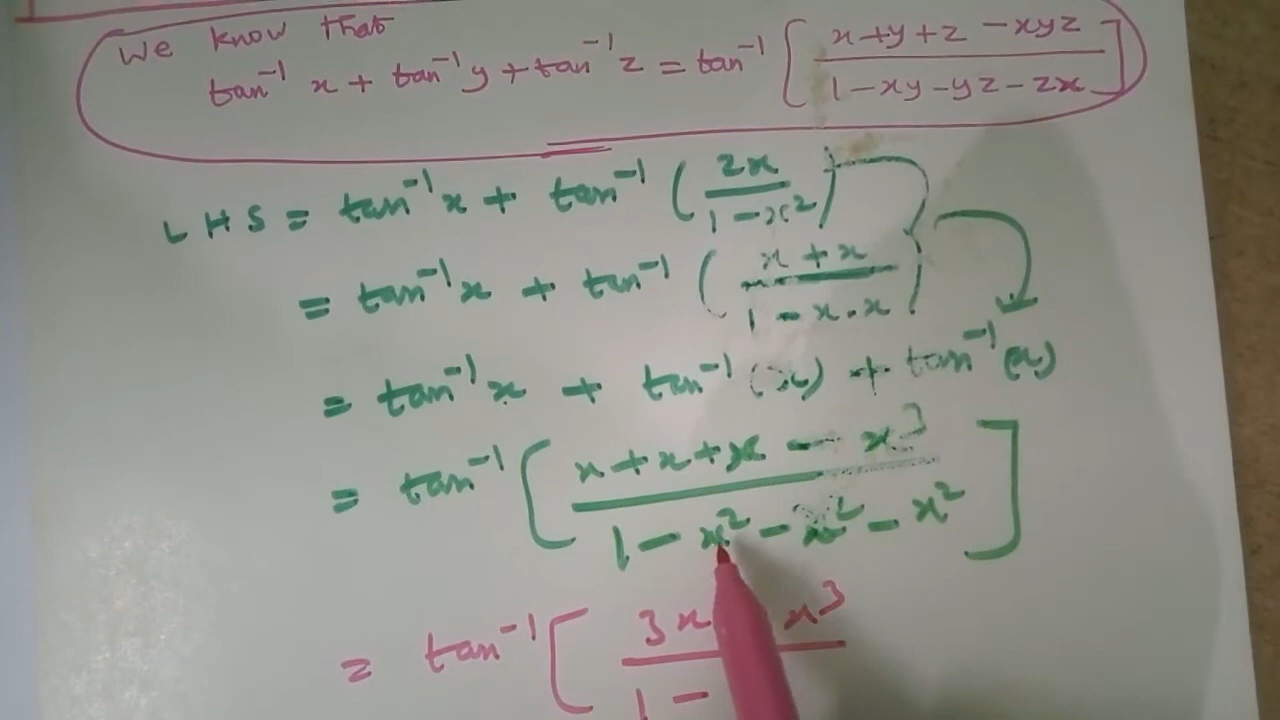 We know that
tan⁻¹ x + tan⁻¹ y + tan⁻¹ z = tan⁻¹ [ (x + y + z − xyz) / (1 − xy − yz − zx) ]
LHS = tan⁻¹ x + tan⁻¹ ( 2x / (1 − x²) )
= tan⁻¹ x + tan⁻¹ ( (x + x) / (1 − x . x) )
= tan⁻¹ x + tan⁻¹ (x) + tan⁻¹ (x)
= tan⁻¹ [ (x + x + x − x³) / (1 − x² − x² − x²) ]
= tan⁻¹ [ 3x x³ / 1 −